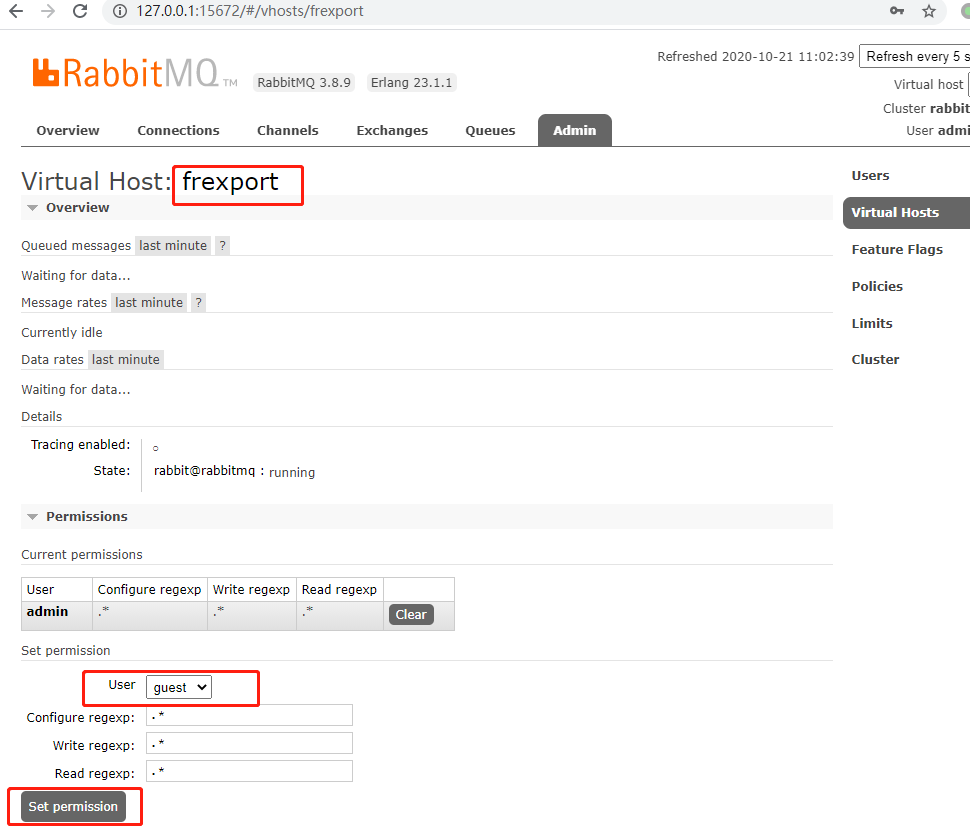 127.0.0.1:15672/#/vhosts/frexport
Refreshed 2020-10-21 11:02:39 Refresh every 5 s
RabbitMQ TM RabbitMQ 3.8.9 Erlang 23.1.1
Virtual host
Cluster rabbit
User admi
Overview Connections Channels Exchanges Queues Admin
Virtual Host: frexport
Users
Virtual Hosts
Feature Flags
Policies
Limits
Cluster
Overview
Queued messages last minute ?
Waiting for data...
Message rates last minute ?
Currently idle
Data rates last minute
Waiting for data...
Details
Tracing enabled: ○
State: rabbit@rabbitmq : running
Permissions
Current permissions
User Configure regexp Write regexp Read regexp
admin .* .* .* Clear
Set permission
User guest
Configure regexp: .*
Write regexp: .*
Read regexp: .*
Set permission